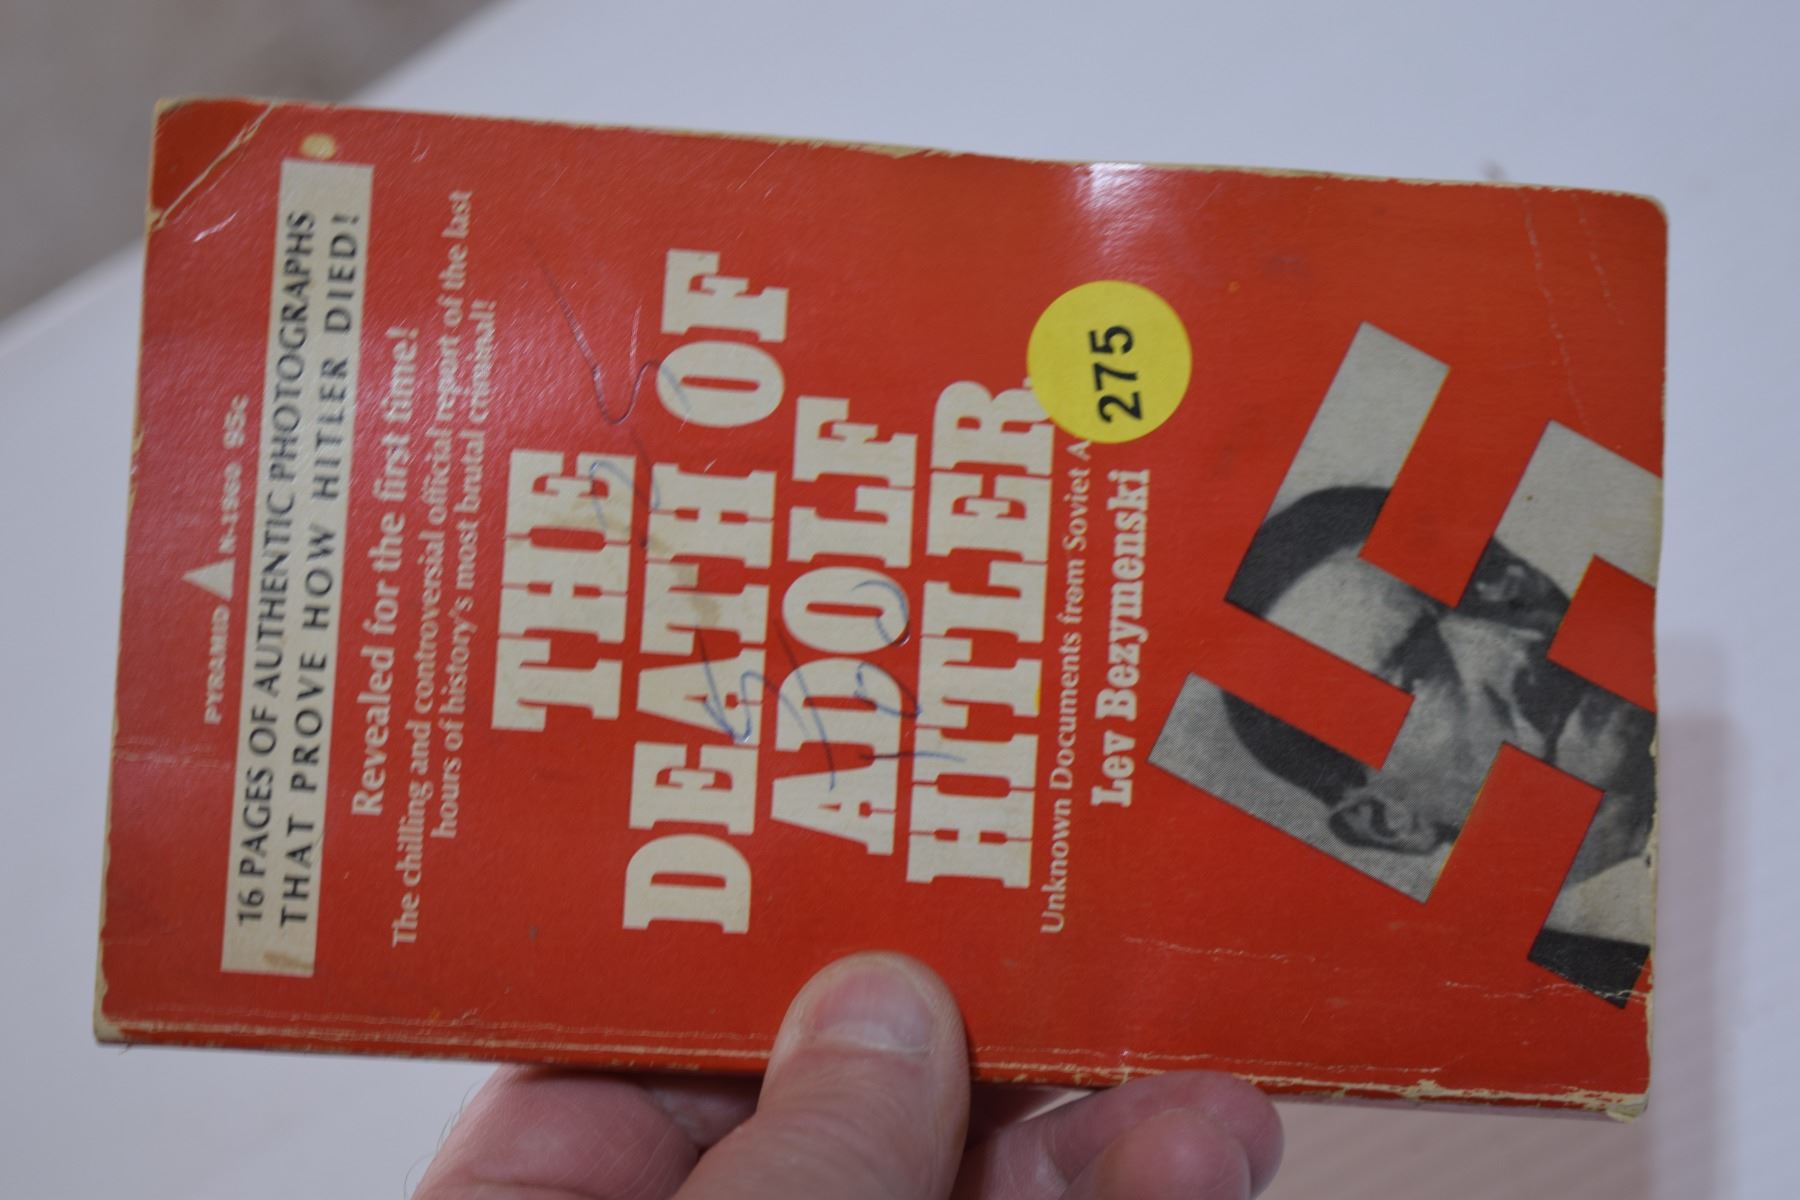 PYRAMID N-1860 95c
16 PAGES OF AUTHENTIC PHOTOGRAPHS
THAT PROVE HOW HITLER DIED!
Revealed for the first time!
The chilling and controversial official report of the last
hours of history's most brutal criminal!
THE
DEATH OF
ADOLF
HITLER
Unknown Documents from Soviet A
275
Lev Bezymenski